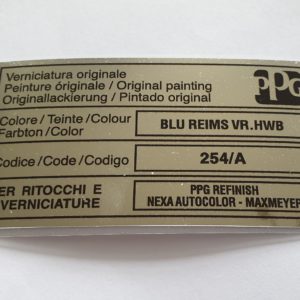 Verniciatura originale
Peinture óriginale / Original painting
Originallackierung / Pintado original
PPG
Colore / Teinte / Colour
Farbton / Color
BLU REIMS VR.HWB
Codice / Code / Codigo
254/A
ER RITOCCHI E
VERNICIATURE
PPG REFINISH
NEXA AUTOCOLOR - MAXMEYER